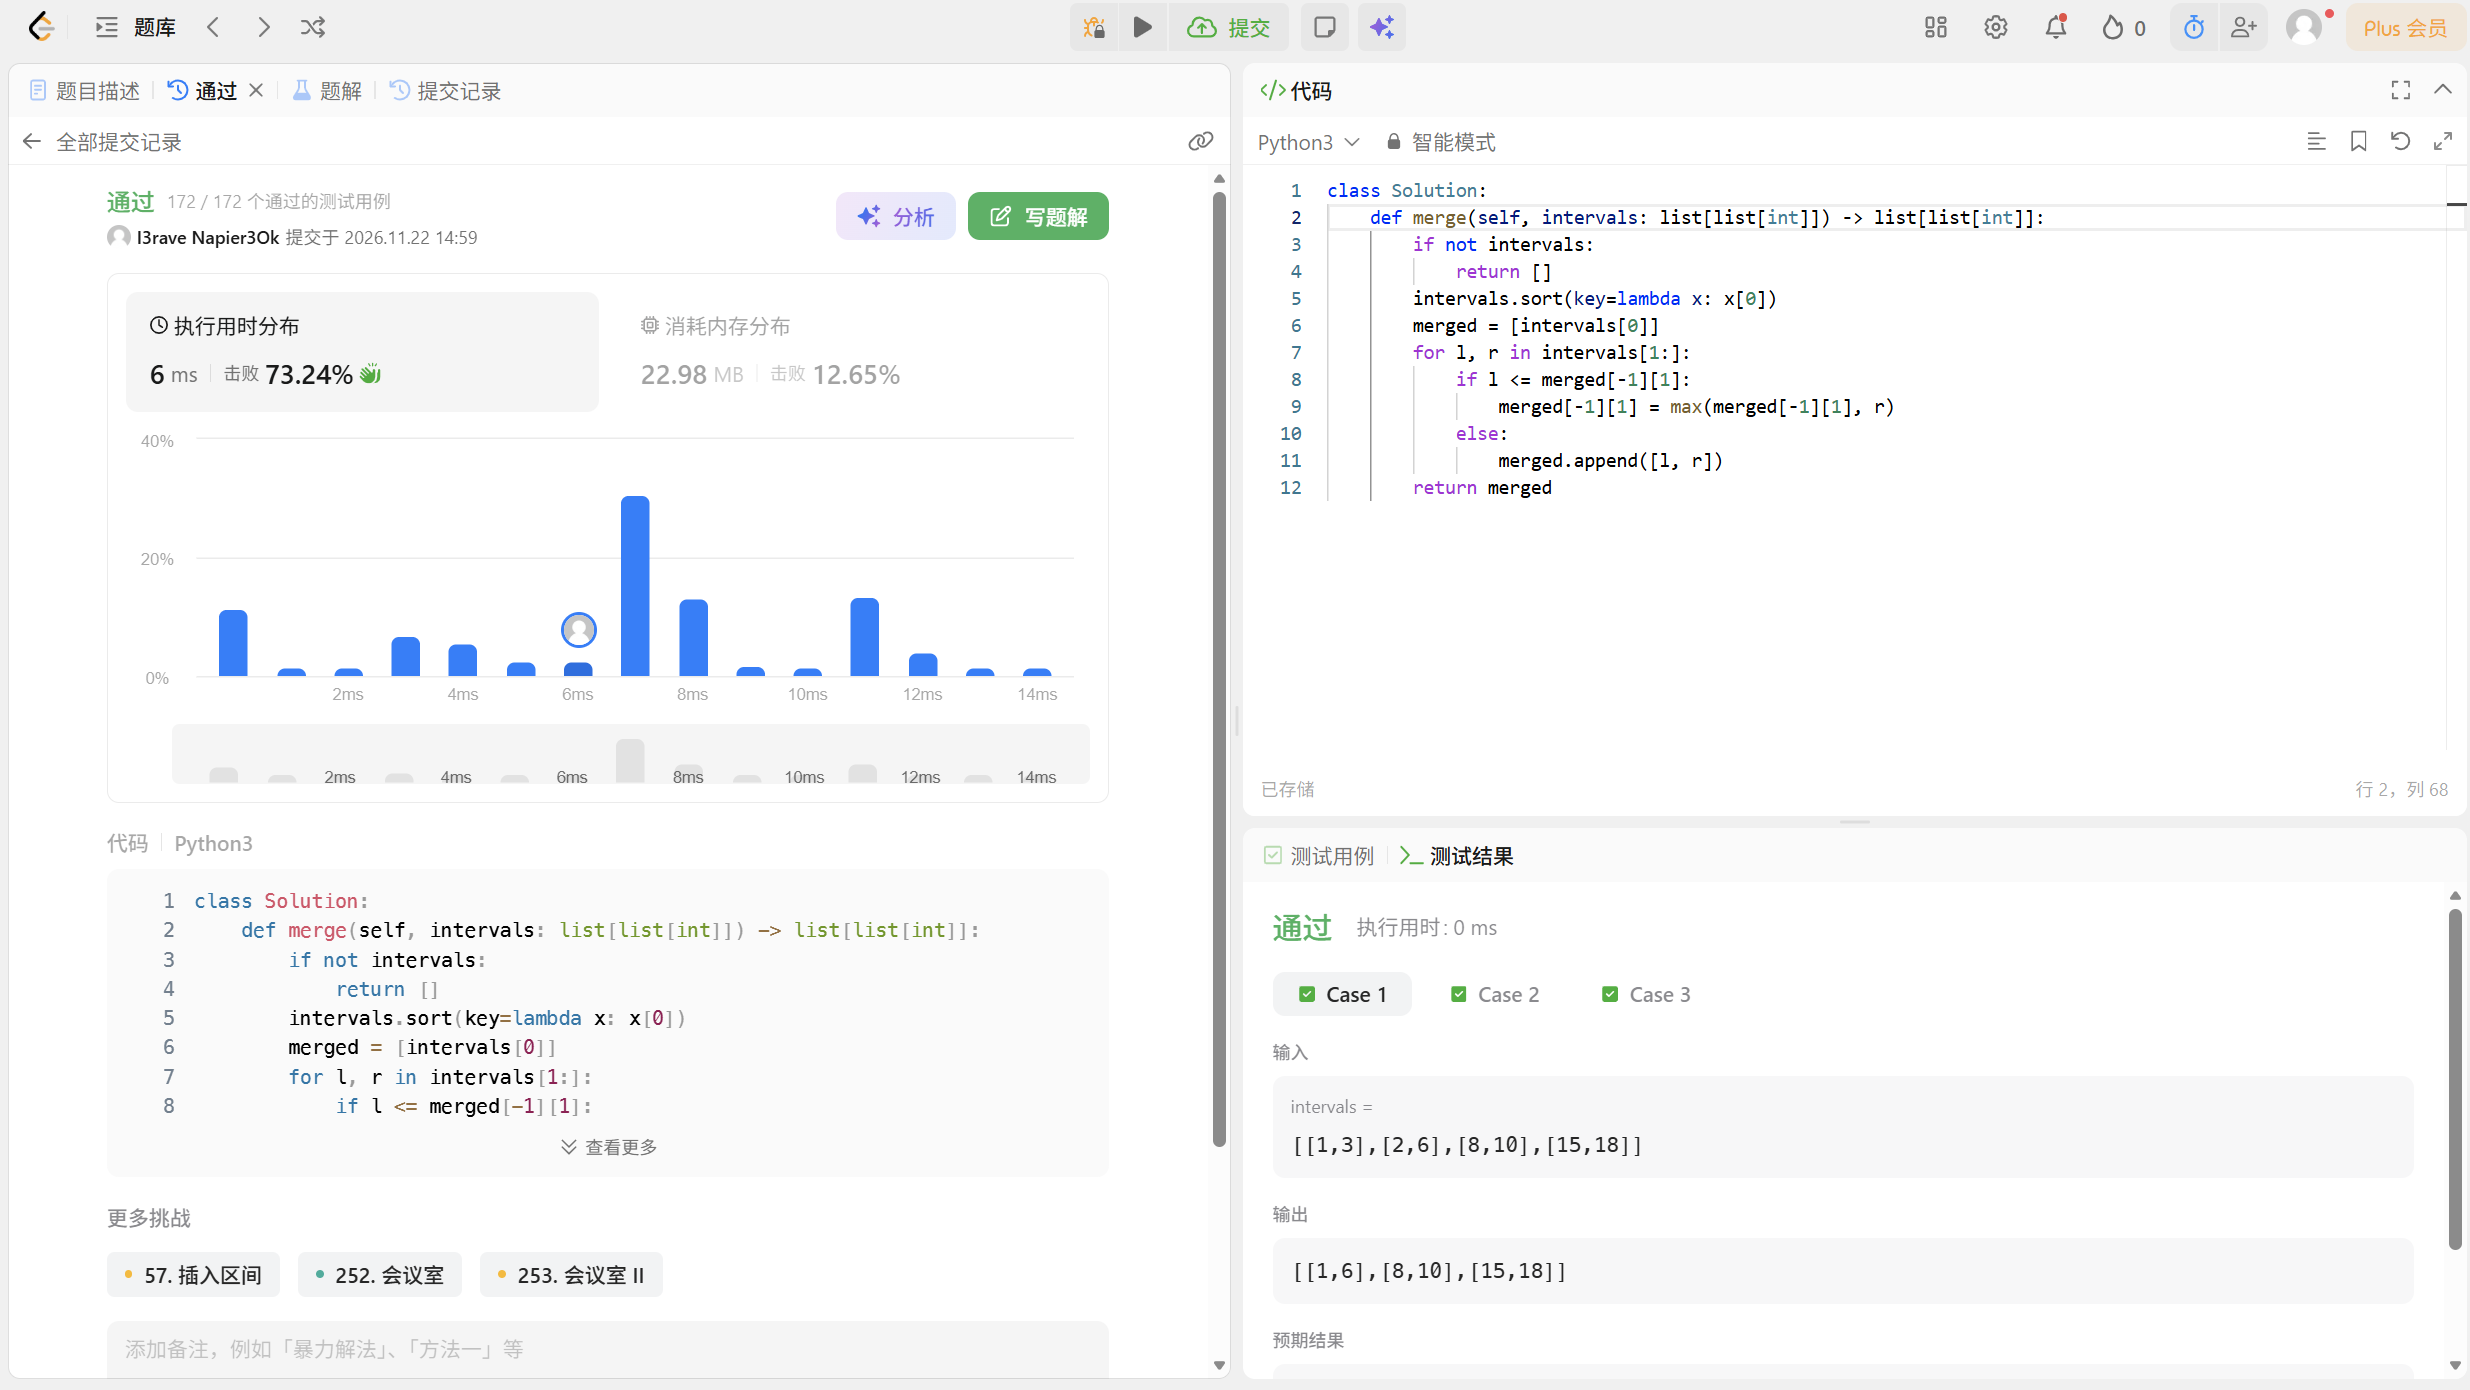 题库
提交
0
Plus 会员
题目描述
通过
题解
提交记录
全部提交记录
通过 172 / 172 个通过的测试用例
分析
写题解
I3rave Napier3Ok 提交于 2026.11.22 14:59
执行用时分布
6 ms 击败 73.24%
消耗内存分布
22.98 MB 击败 12.65%
40%
20%
0%
2ms 4ms 6ms 8ms 10ms 12ms 14ms
2ms 4ms 6ms 8ms 10ms 12ms 14ms
代码 Python3
1 class Solution:
2     def merge(self, intervals: list[list[int]]) -> list[list[int]]:
3         if not intervals:
4             return []
5         intervals.sort(key=lambda x: x[0])
6         merged = [intervals[0]]
7         for l, r in intervals[1:]:
8             if l <= merged[-1][1]:
查看更多
更多挑战
57. 插入区间
252. 会议室
253. 会议室 II
添加备注，例如「暴力解法」、「方法一」等
代码
Python3
智能模式
1 class Solution:
2     def merge(self, intervals: list[list[int]]) -> list[list[int]]:
3         if not intervals:
4             return []
5         intervals.sort(key=lambda x: x[0])
6         merged = [intervals[0]]
7         for l, r in intervals[1:]:
8             if l <= merged[-1][1]:
9                 merged[-1][1] = max(merged[-1][1], r)
10             else:
11                 merged.append([l, r])
12         return merged
已存储
行 2，列 68
测试用例
测试结果
通过 执行用时: 0 ms
Case 1
Case 2
Case 3
输入
intervals =
[[1,3],[2,6],[8,10],[15,18]]
输出
[[1,6],[8,10],[15,18]]
预期结果